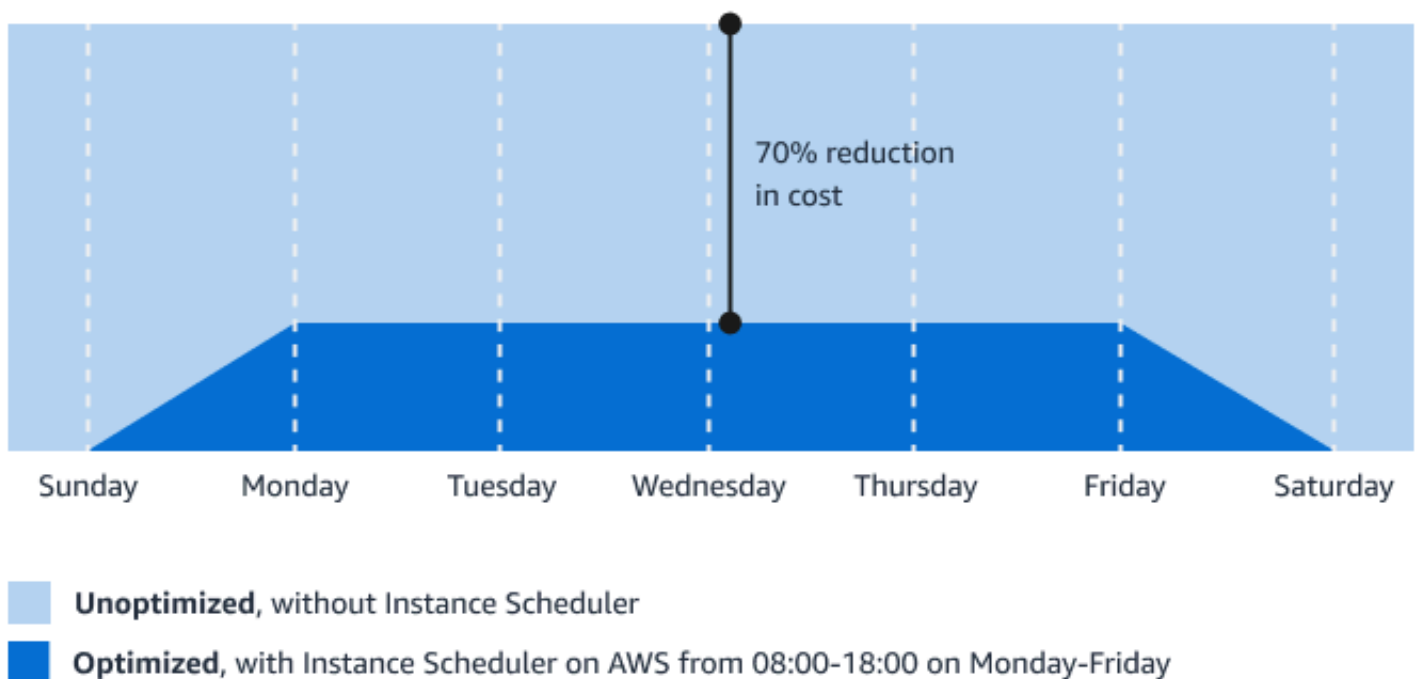 70% reduction
in cost
Sunday Monday Tuesday Wednesday Thursday Friday Saturday
Unoptimized, without Instance Scheduler
Optimized, with Instance Scheduler on AWS from 08:00-18:00 on Monday-Friday